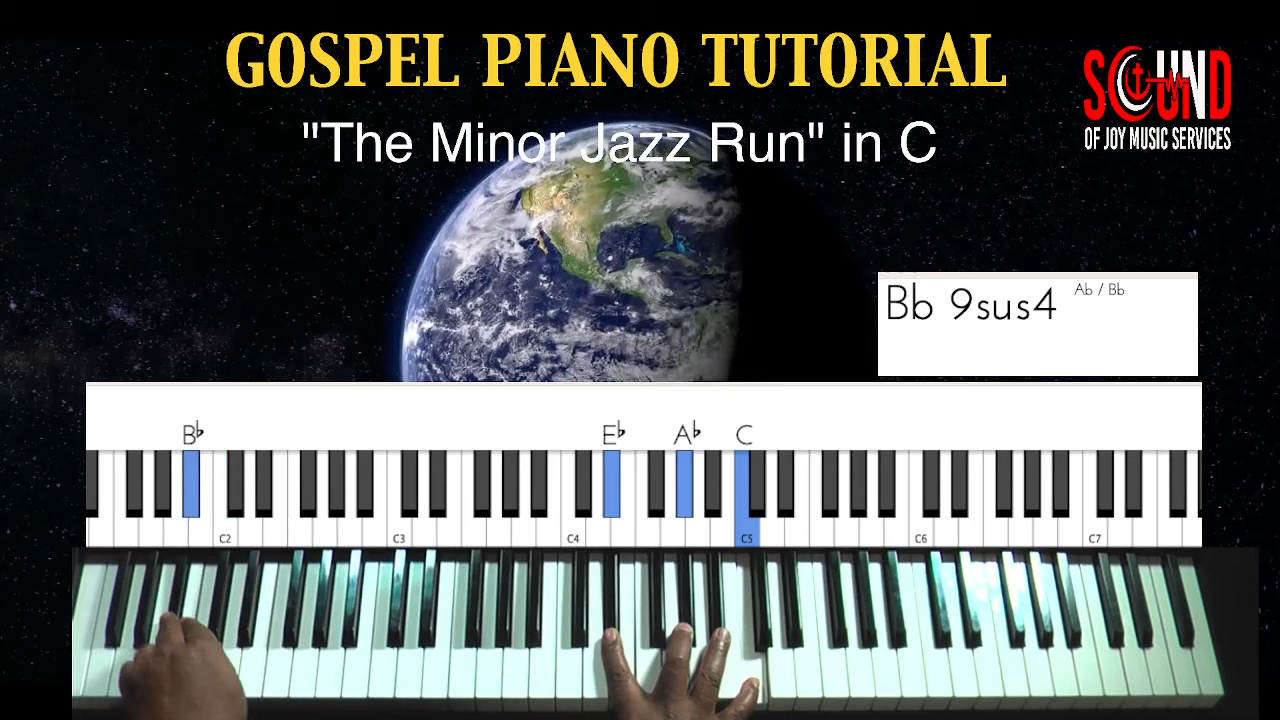 GOSPEL PIANO TUTORIAL
"The Minor Jazz Run" in C
SOUND
OF JOY MUSIC SERVICES
Bb 9sus4 Ab / Bb
B♭ E♭ A♭ C
C2 C3 C4 C5 C6 C7